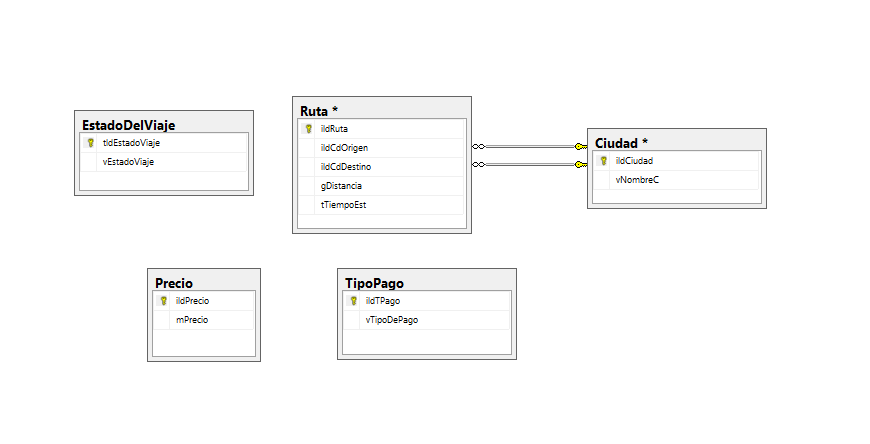 EstadoDelViaje
tIdEstadoViaje
vEstadoViaje
Ruta *
iIdRuta
iIdCdOrigen
iIdCdDestino
gDistancia
tTiempoEst
Ciudad *
iIdCiudad
vNombreC
Precio
iIdPrecio
mPrecio
TipoPago
iIdTPago
vTipoDePago